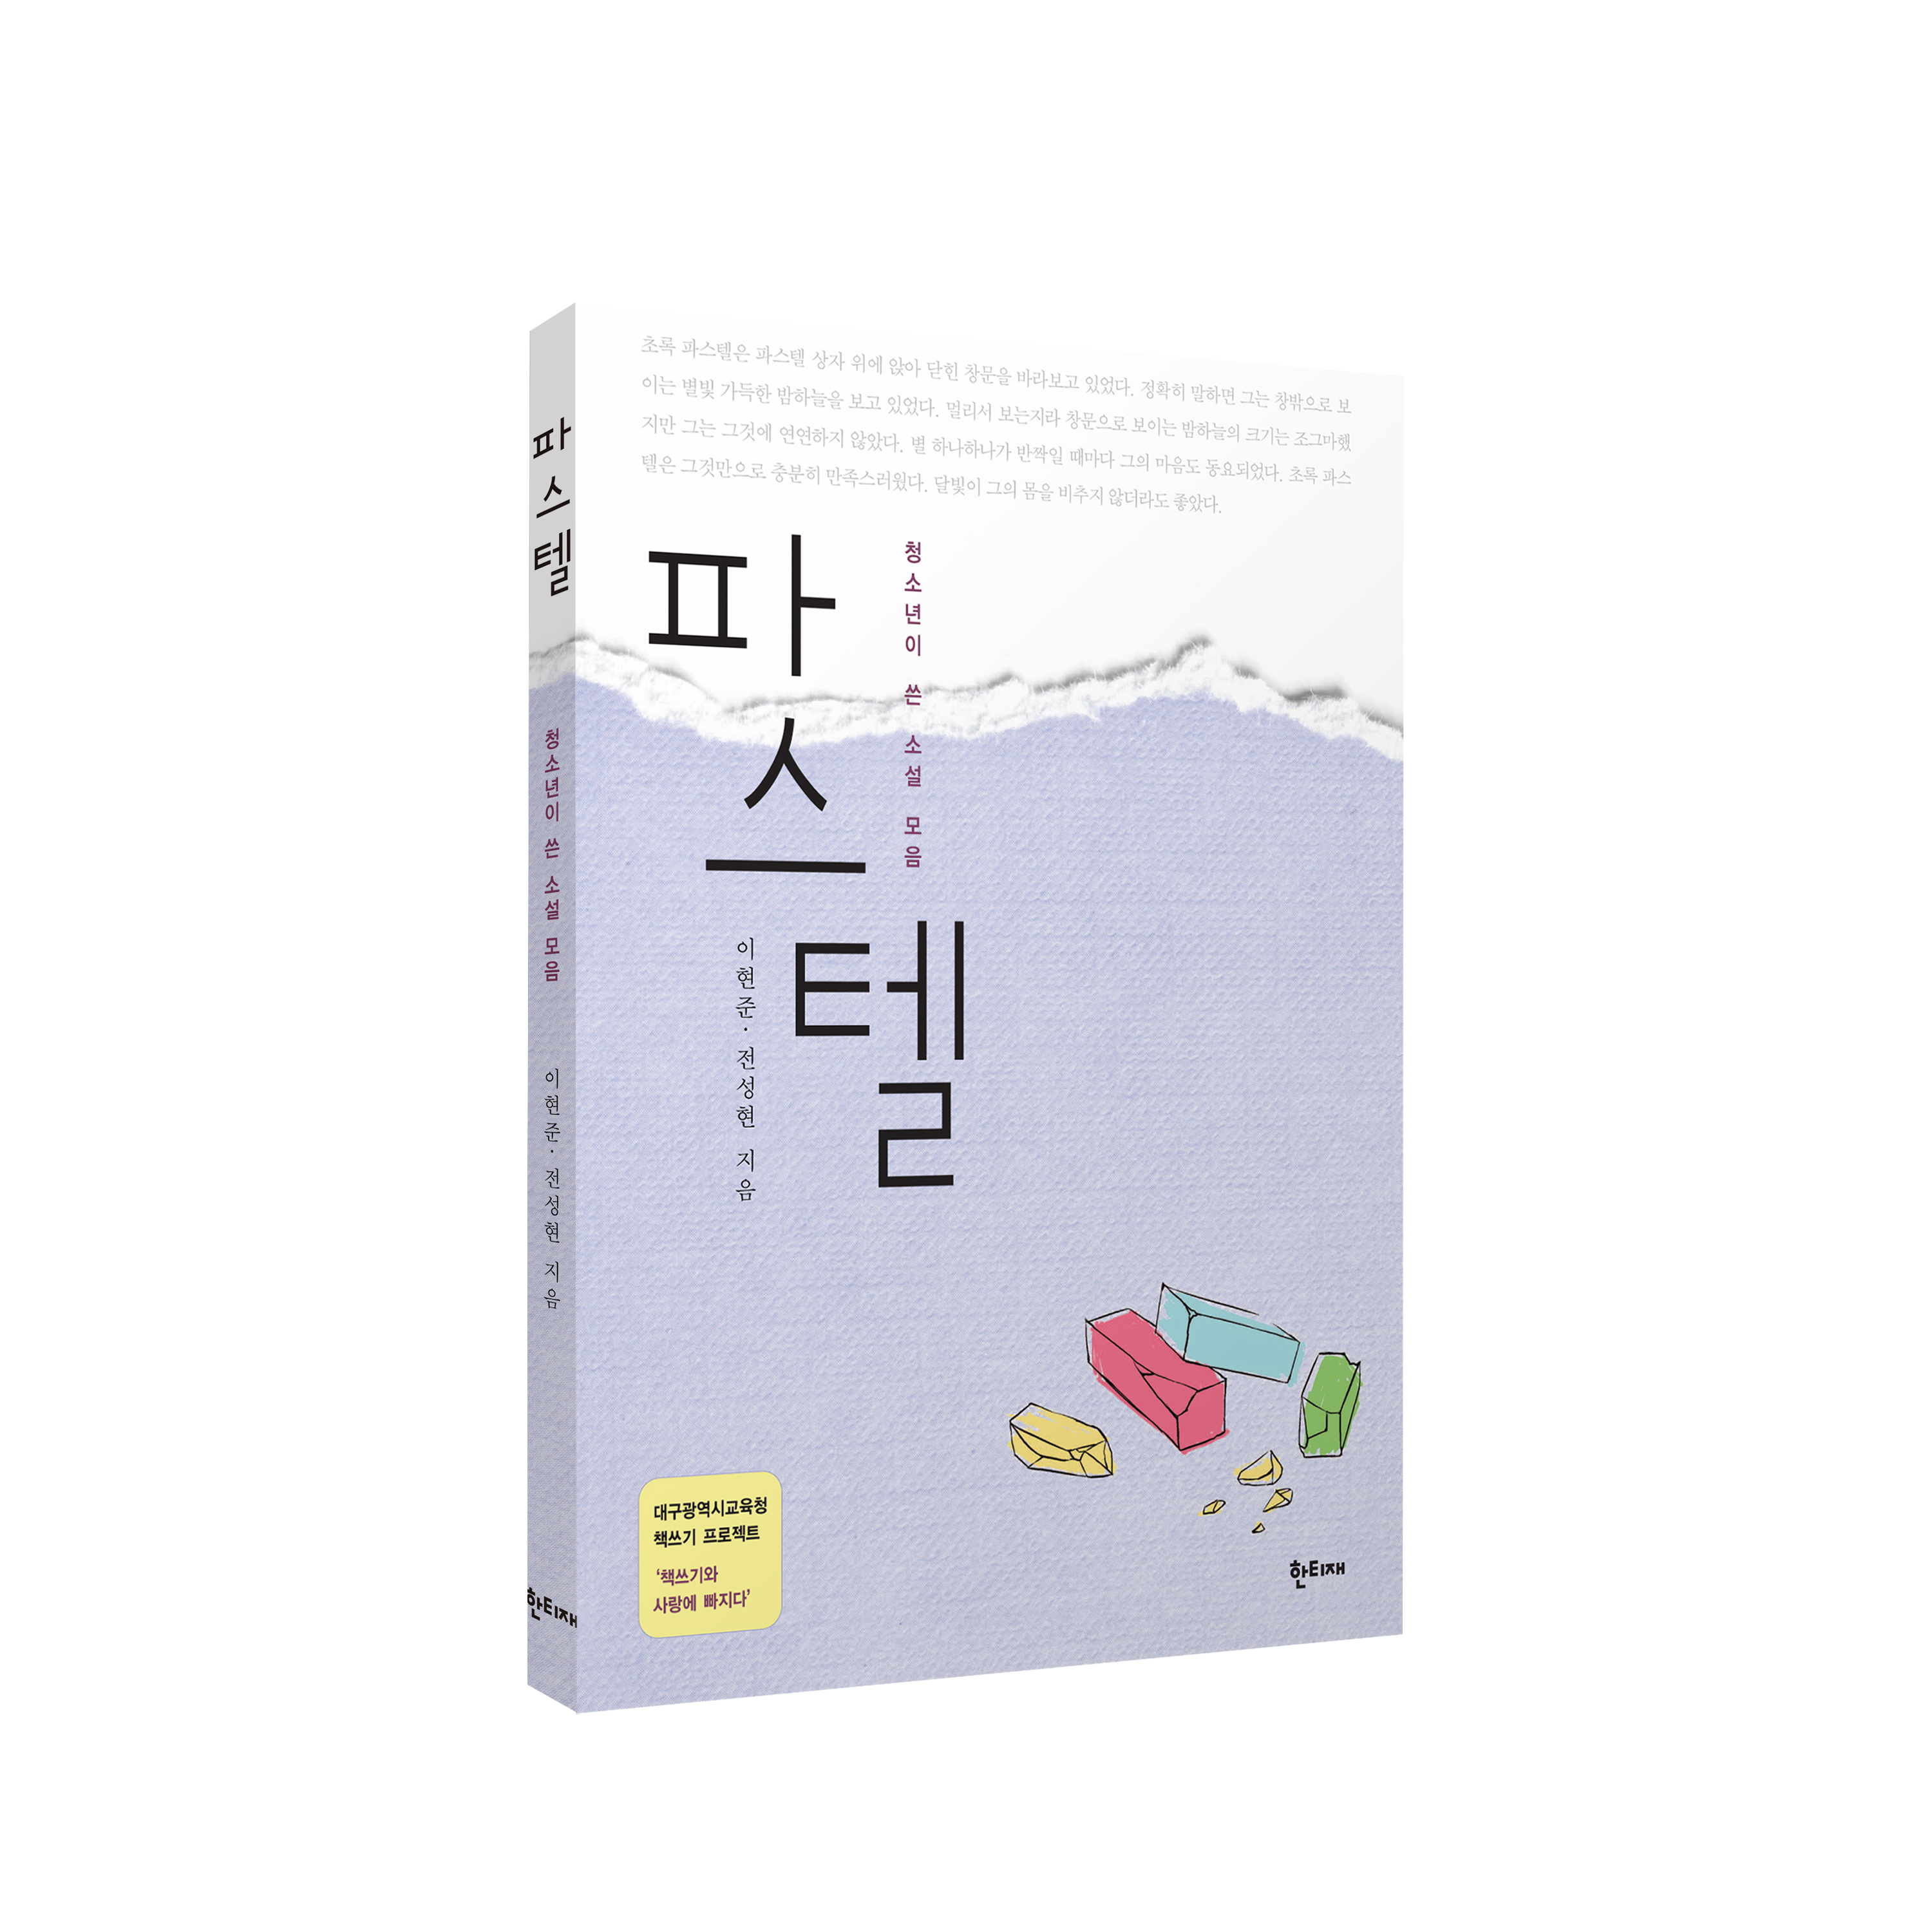 초록 파스텔은 파스텔 상자 위에 앉아 닫힌 창문을 바라보고 있었다. 정확히 말하면 그는 창밖으로 보
이는 별빛 가득한 밤하늘을 보고 있었다. 멀리서 보는지라 창문으로 보이는 밤하늘의 크기는 조그마했
지만 그는 그것에 연연하지 않았다. 별 하나하나가 반짝일 때마다 그의 마음도 동요되었다. 초록 파스
텔은 그것만으로 충분히 만족스러웠다. 달빛이 그의 몸을 비추지 않더라도 좋았다.
파스텔
청소년이 쓴 소설 모음
이현준·전성현 지음
대구광역시교육청
책쓰기 프로젝트
‘책쓰기와
사랑에 빠지다’
한티재
파스텔
청소년이 쓴 소설 모음
이현준·전성현 지음
한티재